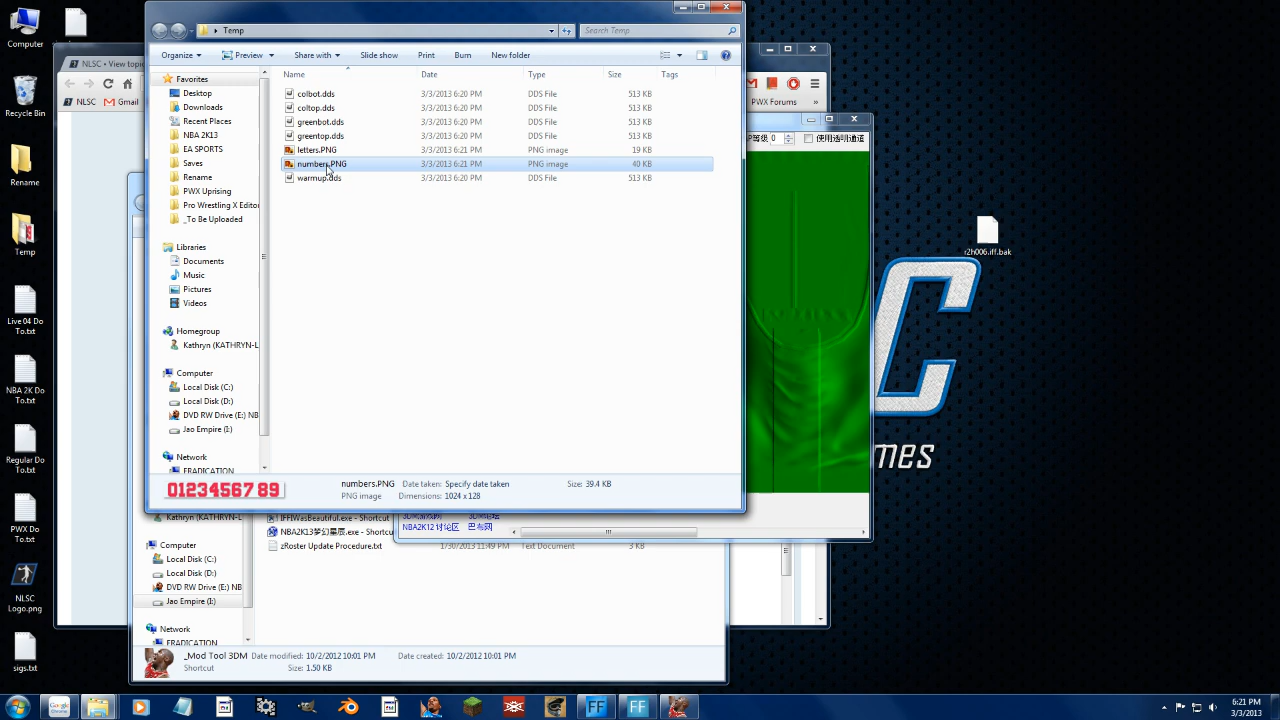 Computer
Recycle Bin
Rename
Temp
Live 04 Do
To.txt
NBA 2K Do
To.txt
Regular Do
To.txt
PWX Do
To.txt
NLSC
Logo.png
sigs.txt
Temp
Search Temp
Organize
Preview
Share with
Slide show
Print
Burn
New folder
Name
Date
Type
Size
Tags
colbot.dds 3/3/2013 6:20 PM DDS File 513 KB
coltop.dds 3/3/2013 6:20 PM DDS File 513 KB
greenbot.dds 3/3/2013 6:20 PM DDS File 513 KB
greentop.dds 3/3/2013 6:20 PM DDS File 513 KB
letters.PNG 3/3/2013 6:21 PM PNG image 19 KB
numbers.PNG 3/3/2013 6:21 PM PNG image 40 KB
warmup.dds 3/3/2013 6:20 PM DDS File 513 KB
Favorites
Desktop
Downloads
Recent Places
NBA 2K13
EA SPORTS
Saves
Rename
PWX Uprising
Pro Wrestling X Editor
_To Be Uploaded
Libraries
Documents
Music
Pictures
Videos
Homegroup
Kathryn (KATHRYN-L
Computer
Local Disk (C:)
Local Disk (D:)
DVD RW Drive (E:) NB
Jao Empire (I:)
Network
ERADICATION
01234567 89
numbers.PNG Date taken: Specify date taken Size: 39.4 KB
PNG image Dimensions: 1024 x 128
NLSC • View topic
NLSC
Gmail
PWX Forums
使用透明通道
NBA2K12讨论区 巴布网
Kathryn (KATHRYN-L
Computer
Local Disk (C:)
Local Disk (D:)
DVD RW Drive (E:) NB
Jao Empire (I:)
Network
ERADICATION
IFFIWasBeautiful.exe - Shortcut
zRoster Update Procedure.txt 1/30/2013 11:49 PM Text Document 3 KB
_Mod Tool 3DM Date modified: 10/2/2012 10:01 PM Date created: 10/2/2012 10:01 PM
Shortcut Size: 1.50 KB
r2h006.iff.bak
C
mes
6:21 PM
3/3/2013